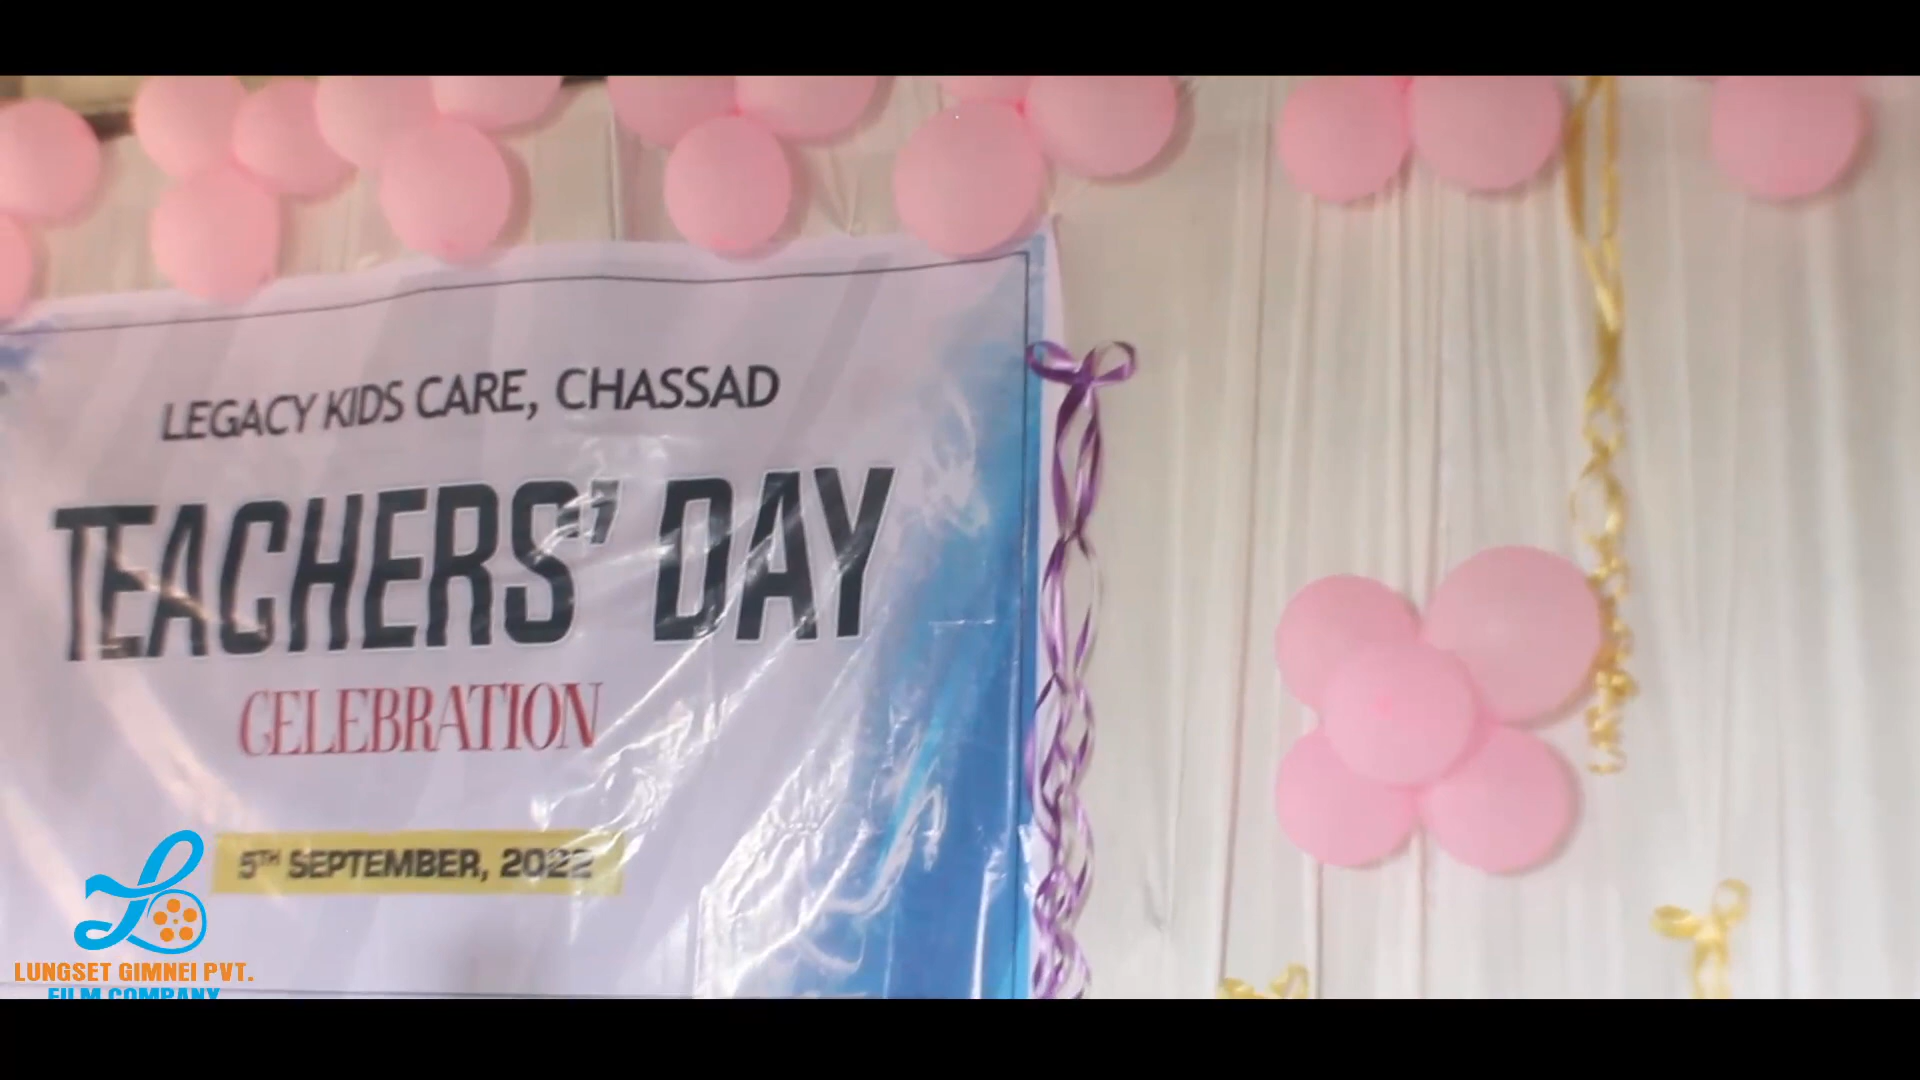 LEGACY KIDS CARE, CHASSAD
TEACHERS' DAY
CELEBRATION
5TH SEPTEMBER, 2022
LUNGSET GIMNEI PVT.
FILM COMPANY